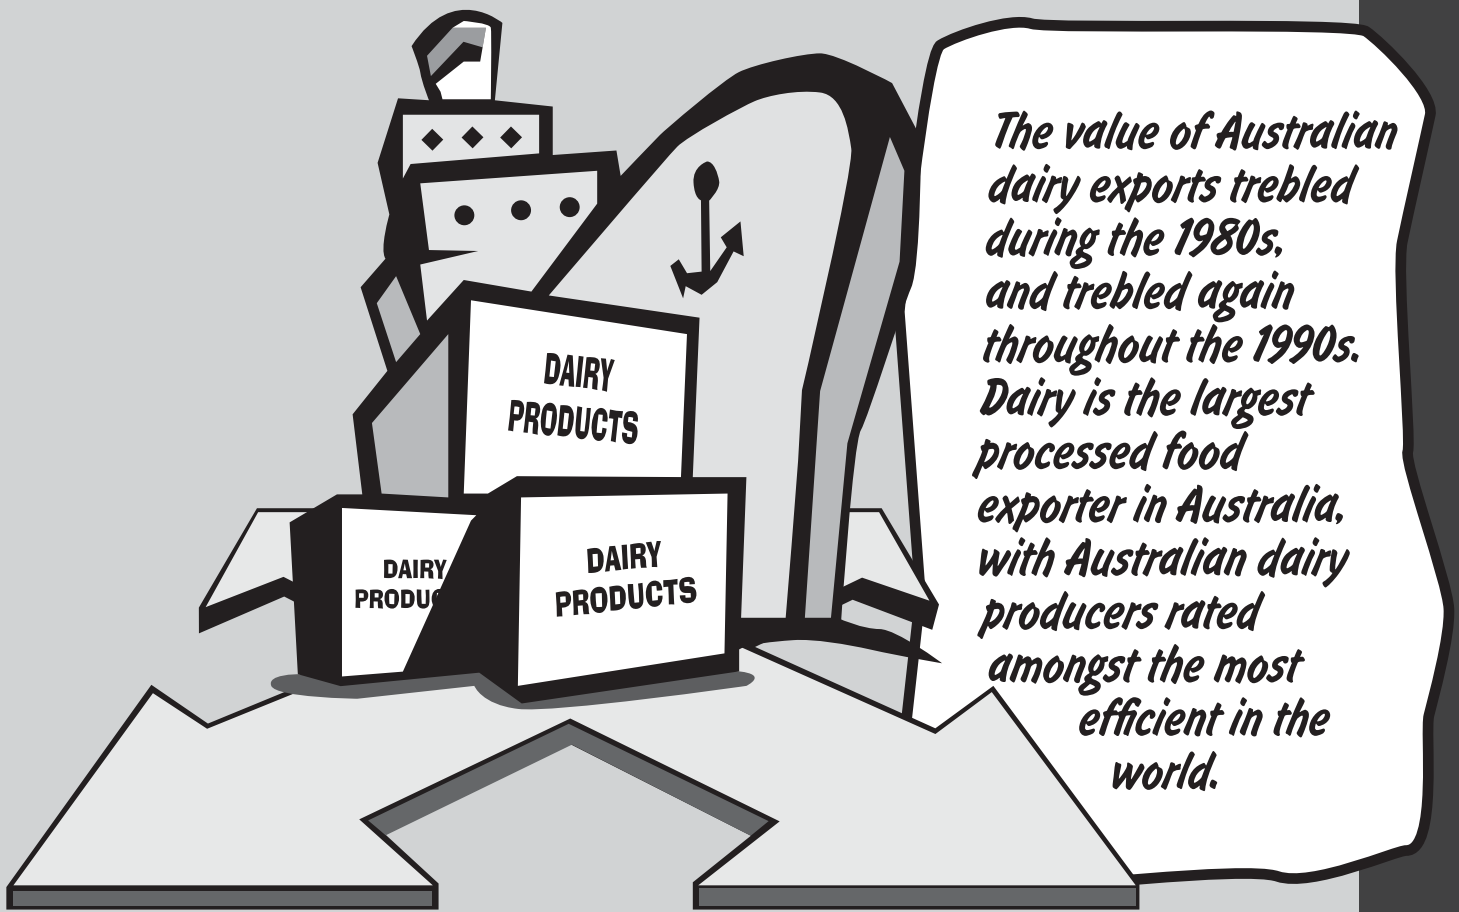 DAIRY
PRODUCTS
DAIRY
PRODUC
DAIRY
PRODUCTS
The value of Australian
dairy exports trebled
during the 1980s,
and trebled again
throughout the 1990s.
Dairy is the largest
processed food
exporter in Australia,
with Australian dairy
producers rated
amongst the most
efficient in the
world.